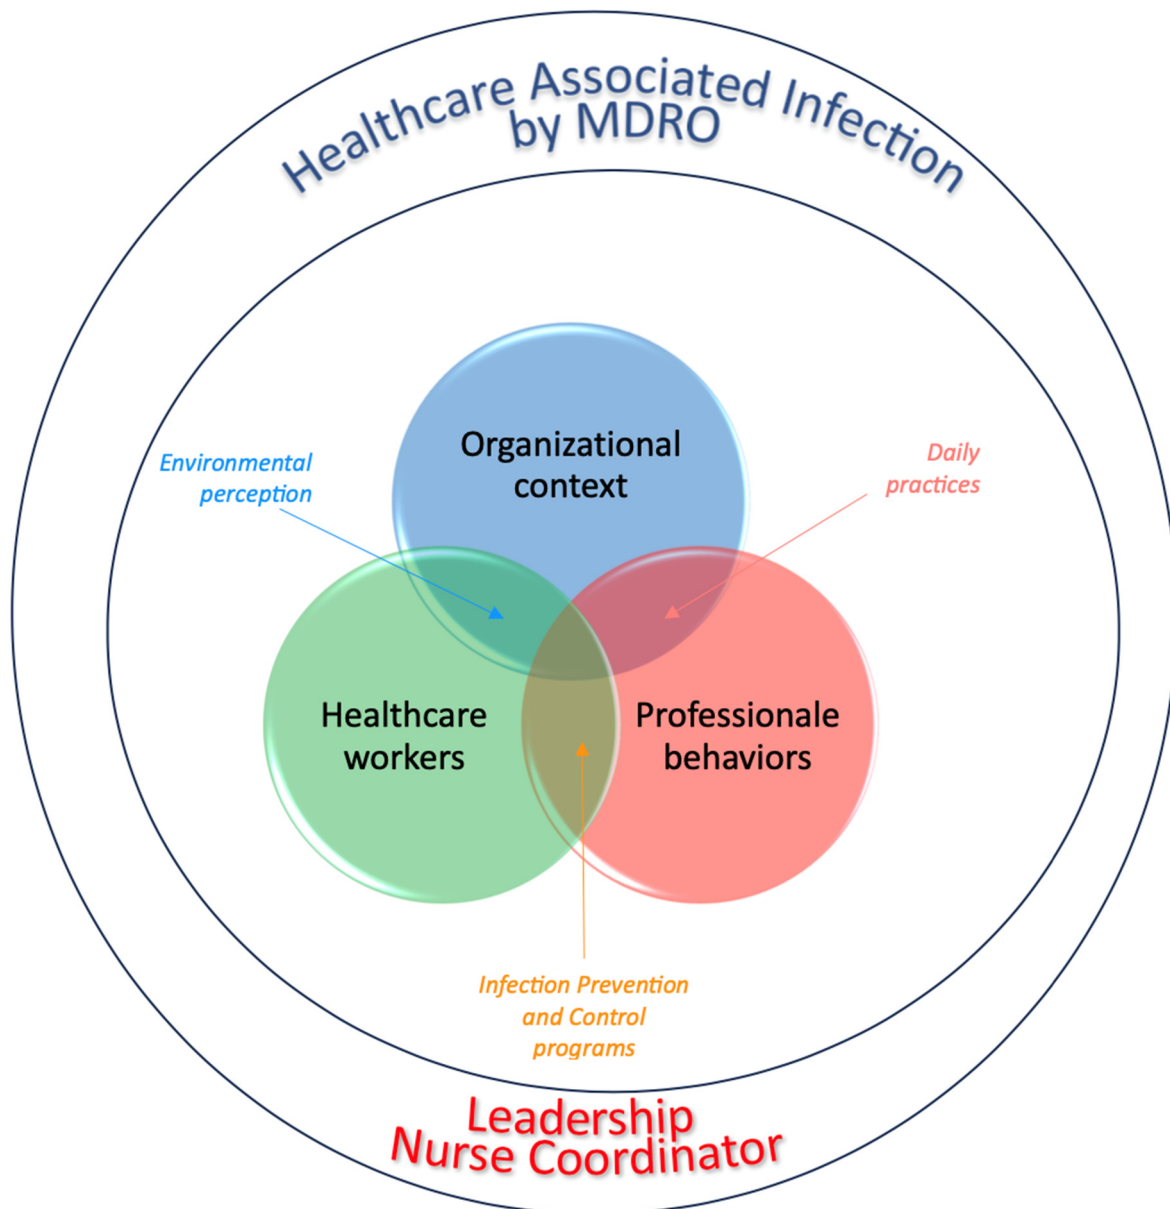 Healthcare Associated Infection
by MDRO
Organizational
context
Environmental
perception
Daily
practices
Healthcare
workers
Professionale
behaviors
Infection Prevention
and Control
programs
Leadership
Nurse Coordinator